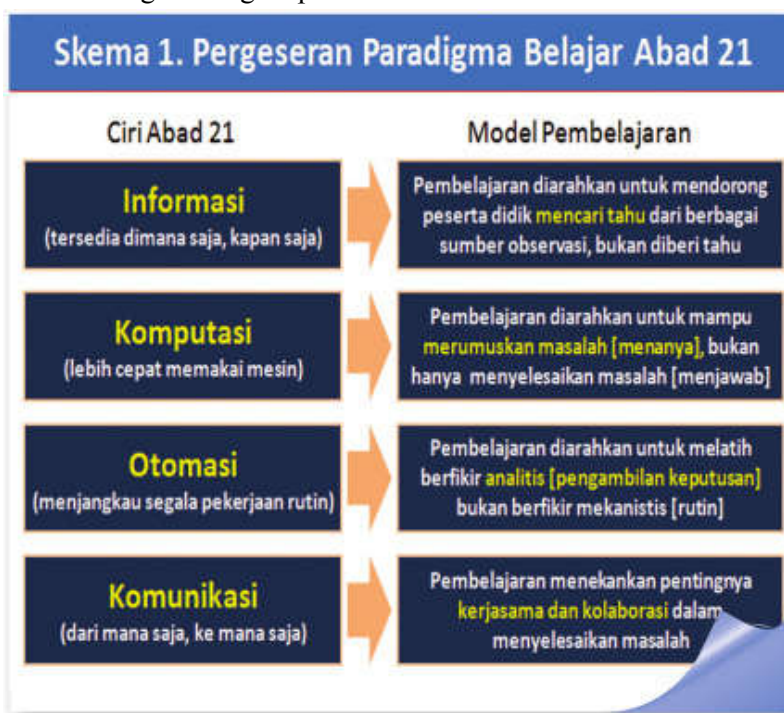 Skema 1. Pergeseran Paradigma Belajar Abad 21
Ciri Abad 21
Model Pembelajaran
Informasi
(tersedia dimana saja, kapan saja)
Pembelajaran diarahkan untuk mendorong
peserta didik mencari tahu dari berbagai
sumber observasi, bukan diberi tahu
Komputasi
(lebih cepat memakai mesin)
Pembelajaran diarahkan untuk mampu
merumuskan masalah [menanya], bukan
hanya menyelesaikan masalah [menjawab]
Otomasi
(menjangkau segala pekerjaan rutin)
Pembelajaran diarahkan untuk melatih
berfikir analitis [pengambilan keputusan]
bukan berfikir mekanistis [rutin]
Komunikasi
(dari mana saja, ke mana saja)
Pembelajaran menekankan pentingnya
kerjasama dan kolaborasi dalam
menyelesaikan masalah